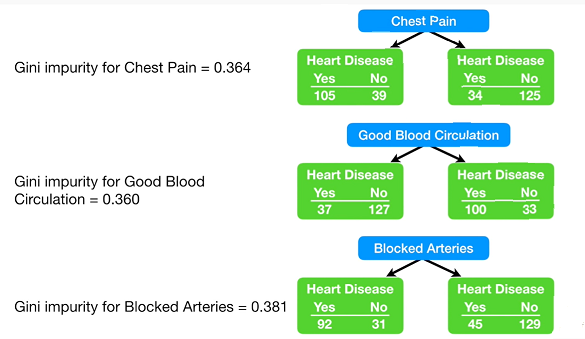 Chest Pain
Gini impurity for Chest Pain = 0.364
Heart Disease
Yes No
105 39
Heart Disease
Yes No
34 125
Good Blood Circulation
Gini impurity for Good Blood
Circulation = 0.360
Heart Disease
Yes No
37 127
Heart Disease
Yes No
100 33
Blocked Arteries
Gini impurity for Blocked Arteries = 0.381
Heart Disease
Yes No
92 31
Heart Disease
Yes No
45 129